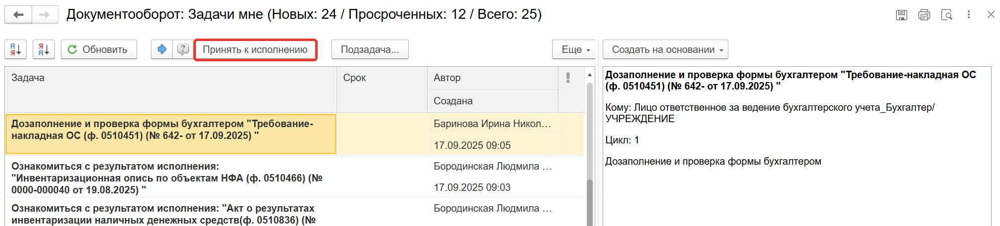 Документооборот: Задачи мне (Новых: 24 / Просроченных: 12 / Всего: 25)
Обновить
Принять к исполнению
Подзадача...
Еще
Создать на основании
Задача
Срок
Автор
Создана
Дозаполнение и проверка формы бухгалтером "Требование-
накладная ОС (ф. 0510451) (№ 642- от 17.09.2025) "
Баринова Ирина Никол...
17.09.2025 09:05
Ознакомиться с результатом исполнения:
"Инвентаризационная опись по объектам НФА (ф. 0510466) (№
0000-000040 от 19.08.2025) "
Бородинская Людмила ...
17.09.2025 09:03
Ознакомиться с результатом исполнения: "Акт о результатах
инвентаризации наличных денежных средств(ф. 0510836) (№
Бородинская Людмила ...
Дозаполнение и проверка формы бухгалтером "Требование-накладная ОС
(ф. 0510451) (№ 642- от 17.09.2025) "
Кому: Лицо ответственное за ведение бухгалтерского учета_Бухгалтер/
УЧРЕЖДЕНИЕ
Цикл: 1
Дозаполнение и проверка формы бухгалтером